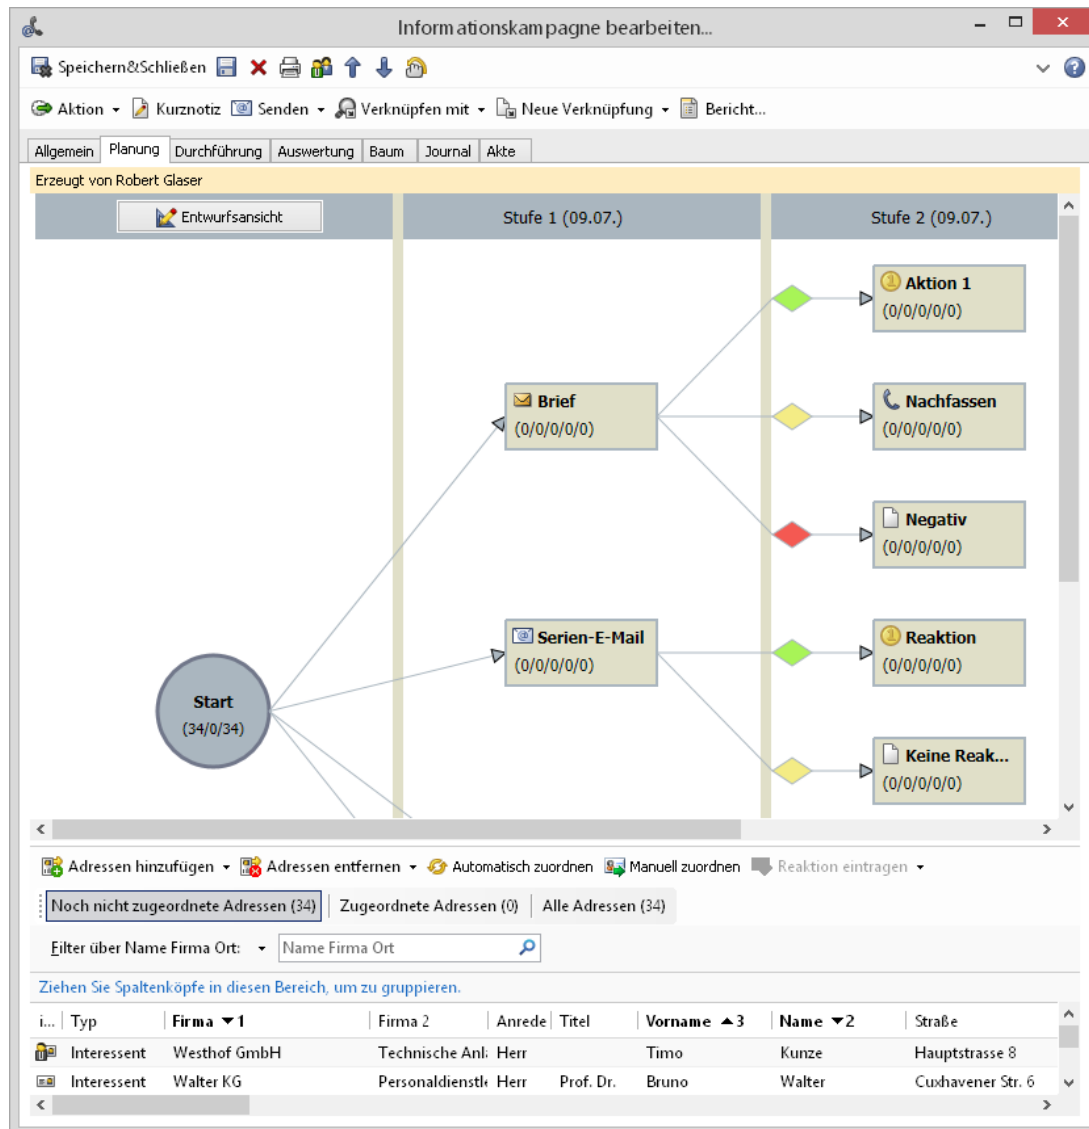 Informationskampagne bearbeiten...
Speichern&Schließen
Aktion Kurznotiz Senden Verknüpfen mit Neue Verknüpfung Bericht...
Allgemein Planung Durchführung Auswertung Baum Journal Akte
Erzeugt von Robert Glaser
Entwurfsansicht Stufe 1 (09.07.) Stufe 2 (09.07.)
Aktion 1
(0/0/0/0/0)
Brief Nachfassen
(0/0/0/0/0) (0/0/0/0/0)
Negativ
(0/0/0/0/0)
Serien-E-Mail Reaktion
(0/0/0/0/0) (0/0/0/0/0)
Start
(34/0/34)
Keine Reak...
(0/0/0/0/0)
Adressen hinzufügen Adressen entfernen Automatisch zuordnen Manuell zuordnen Reaktion eintragen
Noch nicht zugeordnete Adressen (34) Zugeordnete Adressen (0) Alle Adressen (34)
Filter über Name Firma Ort: Name Firma Ort
Ziehen Sie Spaltenköpfe in diesen Bereich, um zu gruppieren.
i... Typ Firma 1 Firma 2 Anrede Titel Vorname 3 Name 2 Straße
Interessent Westhof GmbH Technische Anl Herr Timo Kunze Hauptstrasse 8
Interessent Walter KG Personaldienstl Herr Prof. Dr. Bruno Walter Cuxhavener Str. 6